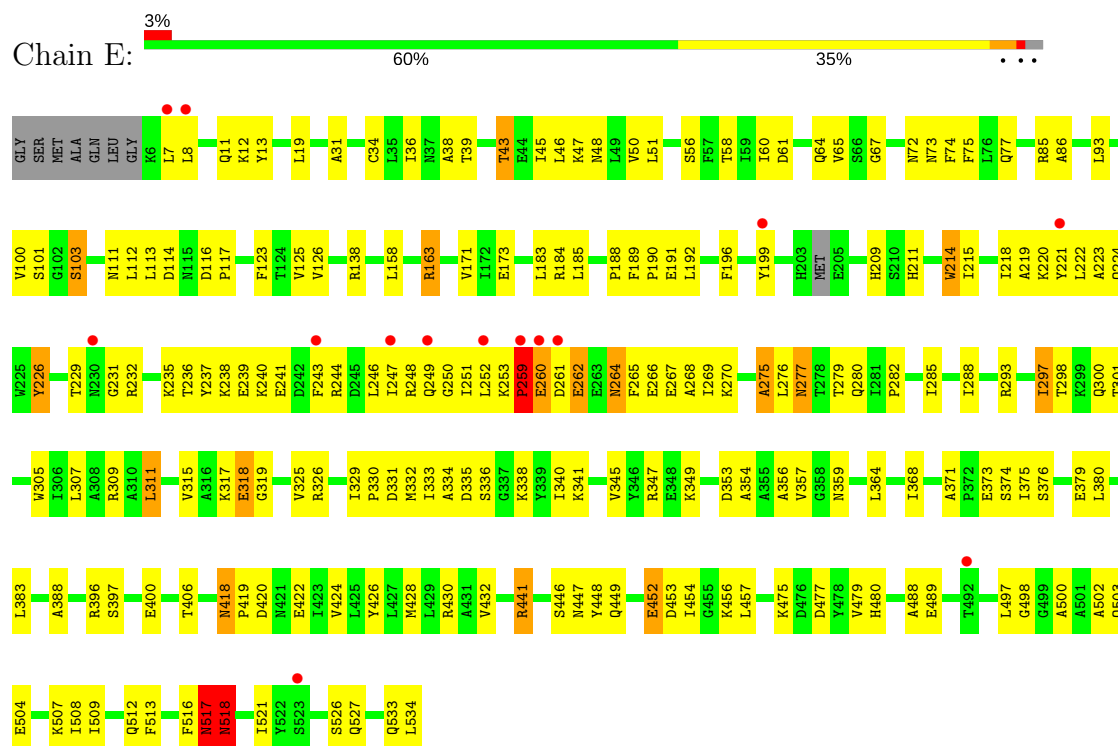 3%
Chain E:
60% 35%
GLY SER MET ALA GLN LEU GLY K6 L7 L8 Q11 K12 Y13 L19 A31 C34 L35 I36 N37 A38 T39 T43 E44 I45 L46 K47 N48 L49 V50 L51 S56 F57 T58 I59 I60 D61 Q64 V65 S66 G67 N72 N73 F74 F75 L76 Q77 R85 A86 L93
V100 S101 G102 S103 N111 L112 L113 D114 N115 D116 P117 F123 T124 V125 V126 R138 L158 R163 V171 I172 E173 L183 R184 L185 P188 F189 P190 E191 L192 F196 Y199 H203 MET E205 H209 S210 H211 W214 I215 I218 A219 K220 Y221 L222 A223
W225 Y226 T229 N230 G231 R232 K235 T236 Y237 K238 E239 K240 E241 D242 F243 R244 D245 L246 I247 R248 Q249 G250 I251 L252 K253 P259 E260 D261 E262 E263 N264 F265 E266 E267 A268 I269 K270 A275 L276 N277 T278 T279 Q280 I281 P282 I285 I288 R293 I297 T298 K299 Q300
W305 I306 L307 A308 R309 A310 L311 V315 A316 K317 E318 G319 V325 R326 I329 P330 D331 M332 I333 A334 D335 S336 G337 K338 Y339 I340 K341 V345 Y346 R347 E348 K349 D353 A354 A355 A356 V357 G358 N359 L364 I368 A371 P372 E373 S374 I375 S376 E379 L380
L383 A388 R396 S397 E400 T406 N418 P419 D420 N421 E422 I423 V424 L425 Y426 L427 M428 L429 R430 A431 V432 R441 S446 N447 Y448 Q449 E452 D453 I454 G455 K456 L457 K475 D476 D477 Y478 V479 H480 A488 E489 T492 L497 G498 G499 A500 A501 A502
E504 K507 I508 I509 Q512 F513 F516 N517 N518 I521 Y522 S523 S526 Q527 Q533 L534